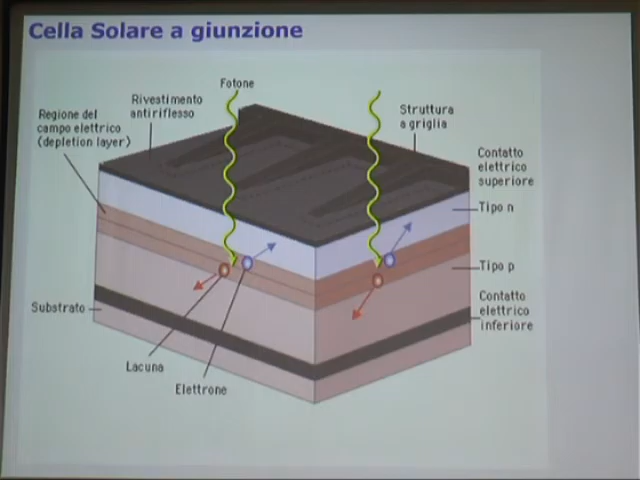 Cella Solare a giunzione
Fotone
Rivestimento
antiriflesso
Regione del
campo elettrico
(depletion layer)
Struttura
a griglia
Contatto
elettrico
superiore
Tipo n
Tipo p
Contatto
elettrico
inferiore
Substrato
Lacuna
Elettrone